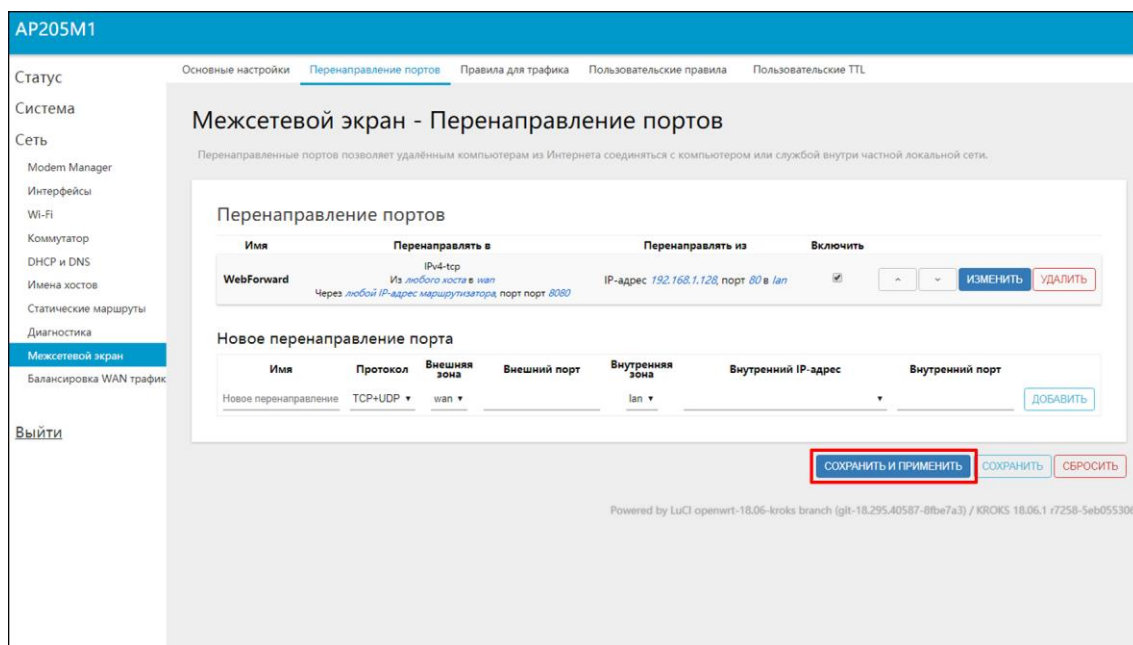 AP205M1
Статус
Система
Сеть
Modem Manager
Интерфейсы
Wi-Fi
Коммутатор
DHCP и DNS
Имена хостов
Статические маршруты
Диагностика
Межсетевой экран
Балансировка WAN трафик
Выйти
Основные настройки Перенаправление портов Правила для трафика Пользовательские правила Пользовательские TTL
Межсетевой экран - Перенаправление портов
Перенаправленные портов позволяет удалённым компьютерам из Интернета соединяться с компьютером или службой внутри частной локальной сети.
Перенаправление портов
Имя Перенаправлять в Перенаправлять из Включить
WebForward
IPv4-tcp
Из любого хоста в wan
Через любой IP-адрес маршрутизатора, порт порт 8080
IP-адрес 192.168.1.128, порт 80 в lan
ИЗМЕНИТЬ УДАЛИТЬ
Новое перенаправление порта
Имя Протокол Внешняя зона Внешний порт Внутренняя зона Внутренний IP-адрес Внутренний порт
Новое перенаправление TCP+UDP wan lan ДОБАВИТЬ
СОХРАНИТЬ И ПРИМЕНИТЬ СОХРАНИТЬ СБРОСИТЬ
Powered by LuCI openwrt-18.06-kroks branch (git-18.295.40587-8fbe7a3) / KROKS 18.06.1 r7258-5eb055306